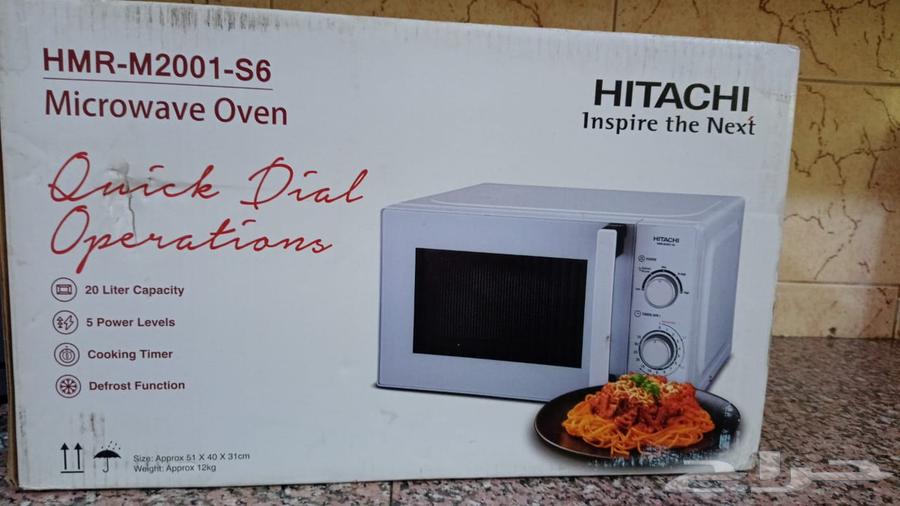 HMR-M2001-S6
Microwave Oven
HITACHI
Inspire the Next
Quick Dial
Operations
20 Liter Capacity
5 Power Levels
Cooking Timer
Defrost Function
Size: Approx 51 X 40 X 31cm
Weight: Approx 12kg
HITACHI
حراج